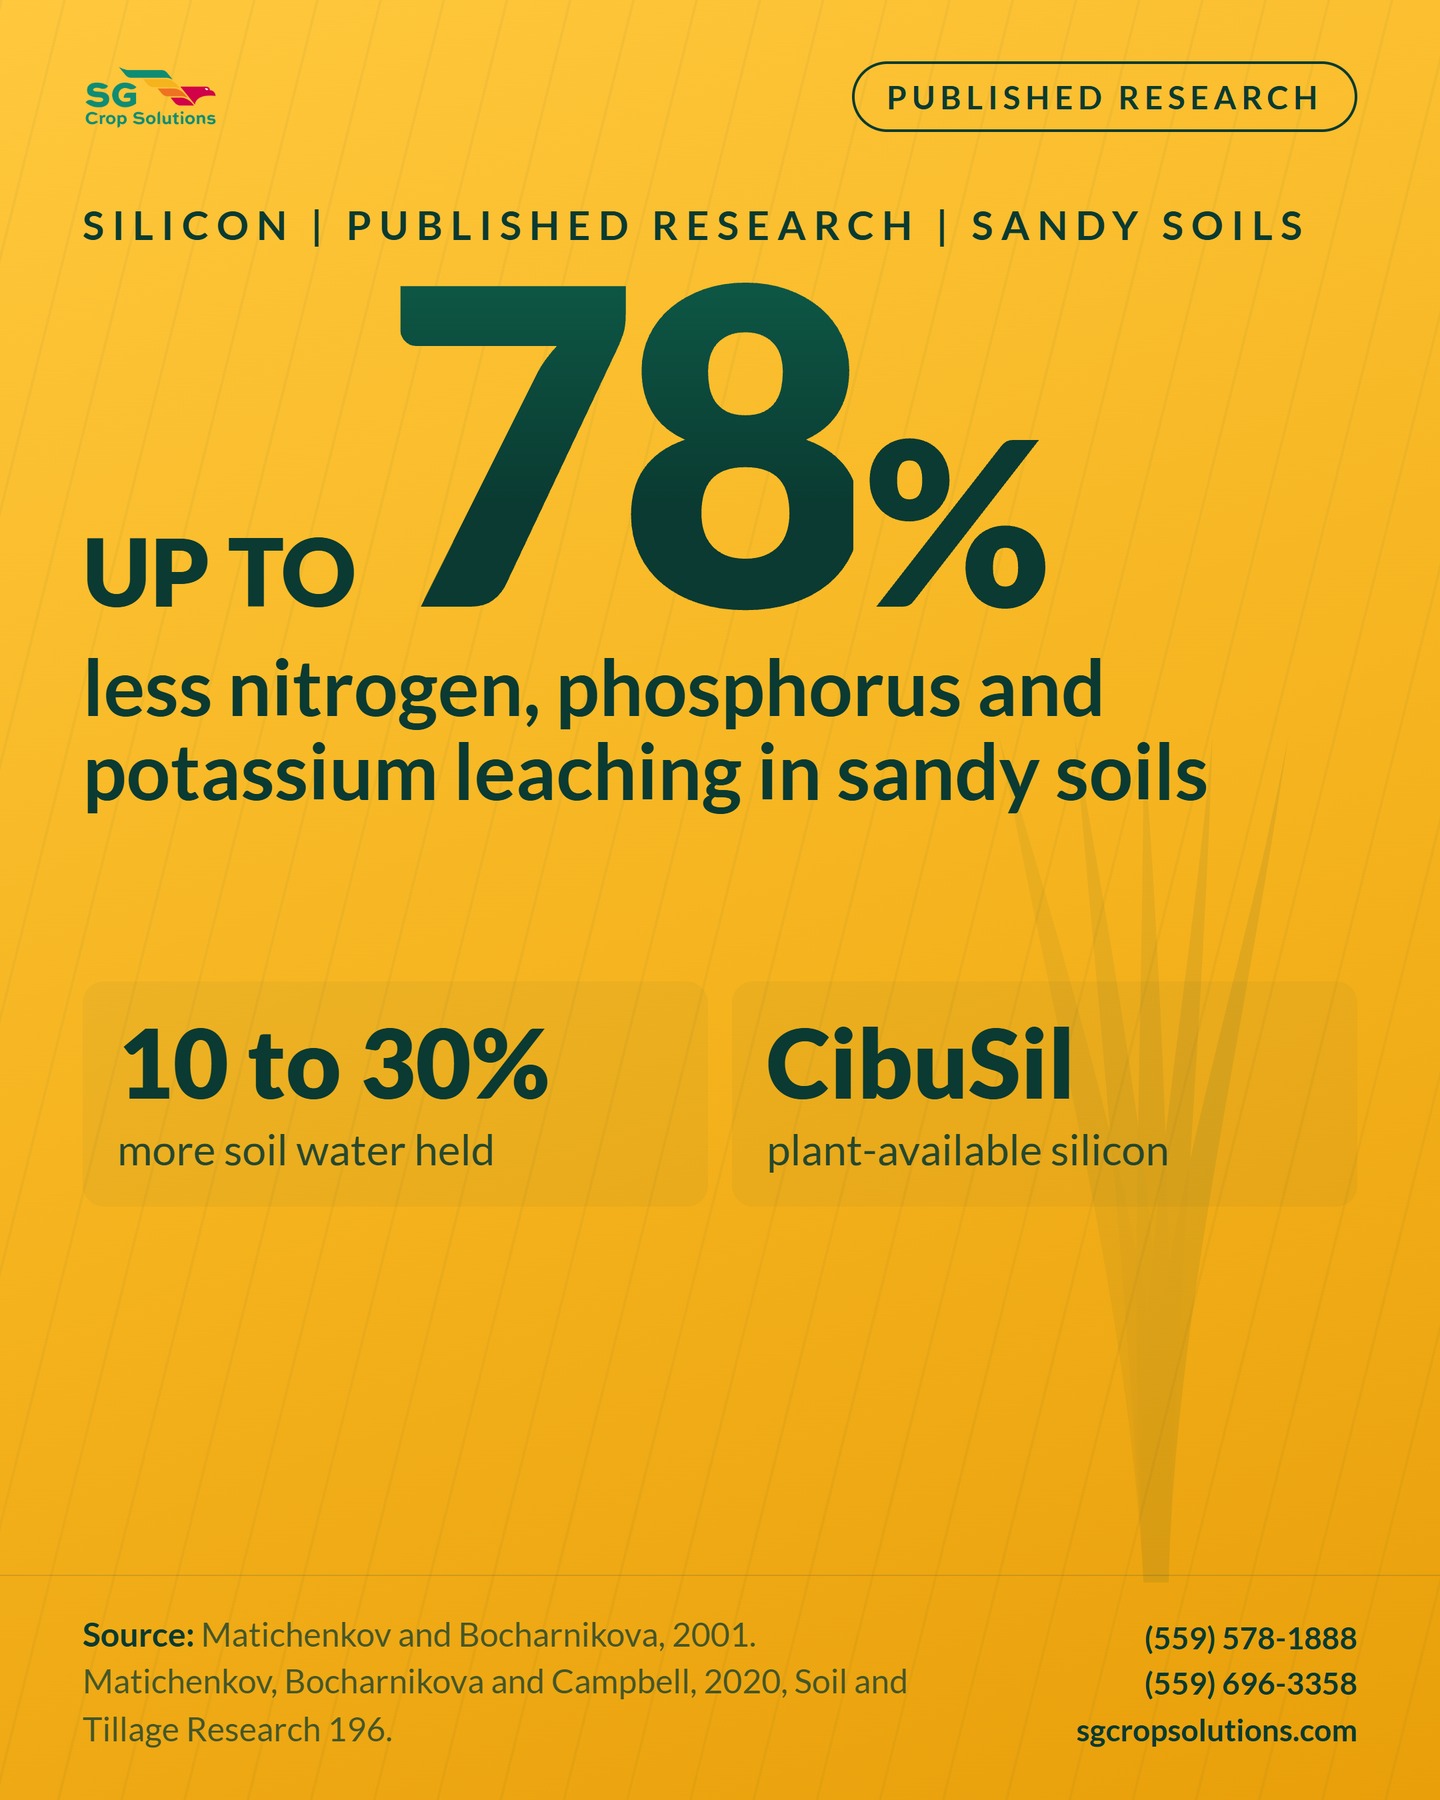 SG
Crop Solutions
PUBLISHED RESEARCH
SILICON | PUBLISHED RESEARCH | SANDY SOILS
UP TO 78%
less nitrogen, phosphorus and
potassium leaching in sandy soils
10 to 30%
more soil water held
CibuSil
plant-available silicon
Source: Matichenkov and Bocharnikova, 2001.
Matichenkov, Bocharnikova and Campbell, 2020, Soil and
Tillage Research 196.
(559) 578-1888
(559) 696-3358
sgcropsolutions.com